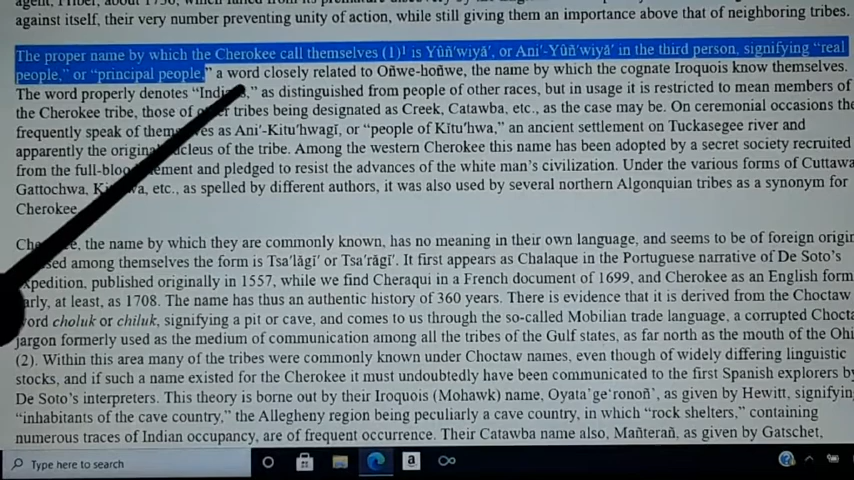 against itself, their very number preventing unity of action, while still giving them an importance above that of neighboring tribes.
The proper name by which the Cherokee call themselves (1)¹ is Yûñ′wiyă′, or Ani′-Yûñ′wiyă′ in the third person, signifying “real
people,” or “principal people,” a word closely related to Oñwe-hoñwe, the name by which the cognate Iroquois know themselves.
The word properly denotes “Indians,” as distinguished from people of other races, but in usage it is restricted to mean members of
the Cherokee tribe, those of other tribes being designated as Creek, Catawba, etc., as the case may be. On ceremonial occasions the
frequently speak of themselves as Ani′-Kitu′hwagĭ, or “people of Kĭtu′hwa,” an ancient settlement on Tuckasegee river and
apparently the original nucleus of the tribe. Among the western Cherokee this name has been adopted by a secret society recruited
from the full-blood element and pledged to resist the advances of the white man’s civilization. Under the various forms of Cuttawa
Gattochwa, etc., as spelled by different authors, it was also used by several northern Algonquian tribes as a synonym for
Cherokee.
Cherokee, the name by which they are commonly known, has no meaning in their own language, and seems to be of foreign origin
among themselves the form is Tsa′lăgĭ′ or Tsa′răgĭ′. It first appears as Chalaque in the Portuguese narrative of De Soto’s
expedition, published originally in 1557, while we find Cheraqui in a French document of 1699, and Cherokee as an English form
early, at least, as 1708. The name has thus an authentic history of 360 years. There is evidence that it is derived from the Choctaw
word choluk or chiluk, signifying a pit or cave, and comes to us through the so-called Mobilian trade language, a corrupted Chocta
jargon formerly used as the medium of communication among all the tribes of the Gulf states, as far north as the mouth of the Ohi
(2). Within this area many of the tribes were commonly known under Choctaw names, even though of widely differing linguistic
stocks, and if such a name existed for the Cherokee it must undoubtedly have been communicated to the first Spanish explorers by
De Soto’s interpreters. This theory is borne out by their Iroquois (Mohawk) name, Oyata‘ge‘ronoñ′, as given by Hewitt, signifyin
“inhabitants of the cave country,” the Allegheny region being peculiarly a cave country, in which “rock shelters,” containing
numerous traces of Indian occupancy, are of frequent occurrence. Their Catawba name also, Mañterañ, as given by Gatschet,
Type here to search